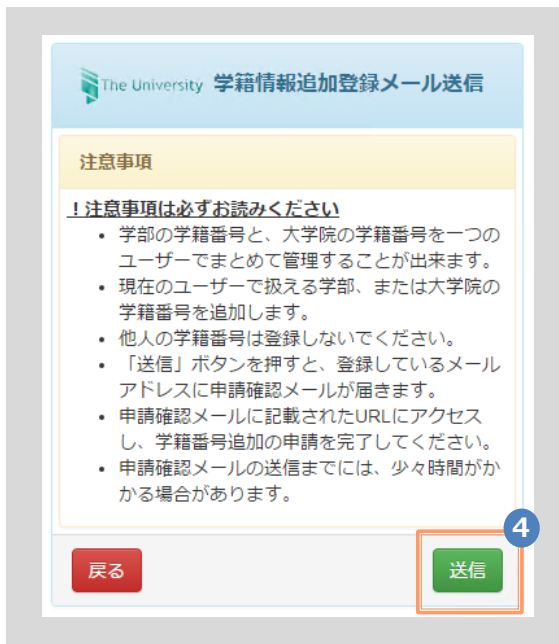 The University 学籍情報追加登録メール送信
注意事項
!注意事項は必ずお読みください
• 学部の学籍番号と、大学院の学籍番号を一つの
ユーザーでまとめて管理することが出来ます。
• 現在のユーザーで扱える学部、または大学院の
学籍番号を追加します。
• 他人の学籍番号は登録しないでください。
• 「送信」ボタンを押すと、登録しているメール
アドレスに申請確認メールが届きます。
• 申請確認メールに記載されたURLにアクセス
し、学籍番号追加の申請を完了してください。
• 申請確認メールの送信までには、少々時間がか
かる場合があります。
4
戻る 送信